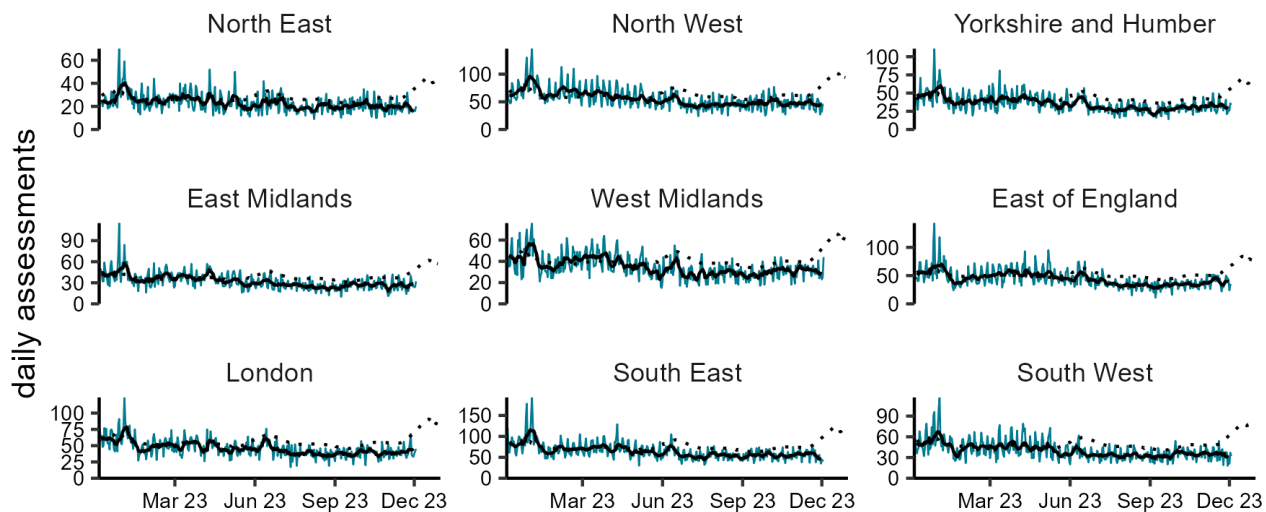 North East
North West
Yorkshire and Humber
60
40
20
0
100
50
0
100
75
50
25
0
daily assessments
East Midlands
West Midlands
East of England
90
60
30
0
60
40
20
0
100
50
0
London
South East
South West
100
75
50
25
0
150
100
50
0
90
60
30
0
Mar 23 Jun 23 Sep 23 Dec 23
Mar 23 Jun 23 Sep 23 Dec 23
Mar 23 Jun 23 Sep 23 Dec 23